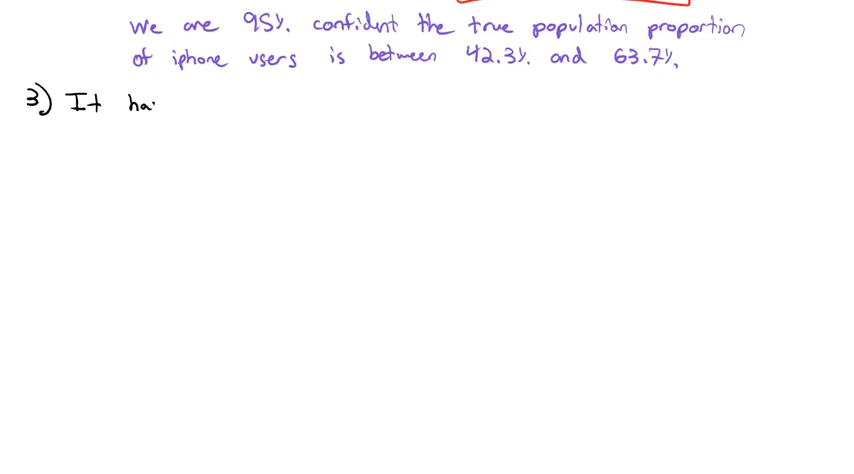 We are 95%. confident the true population proportion
of iphone users is between 42.3%. and 63.7%.
3) It ha